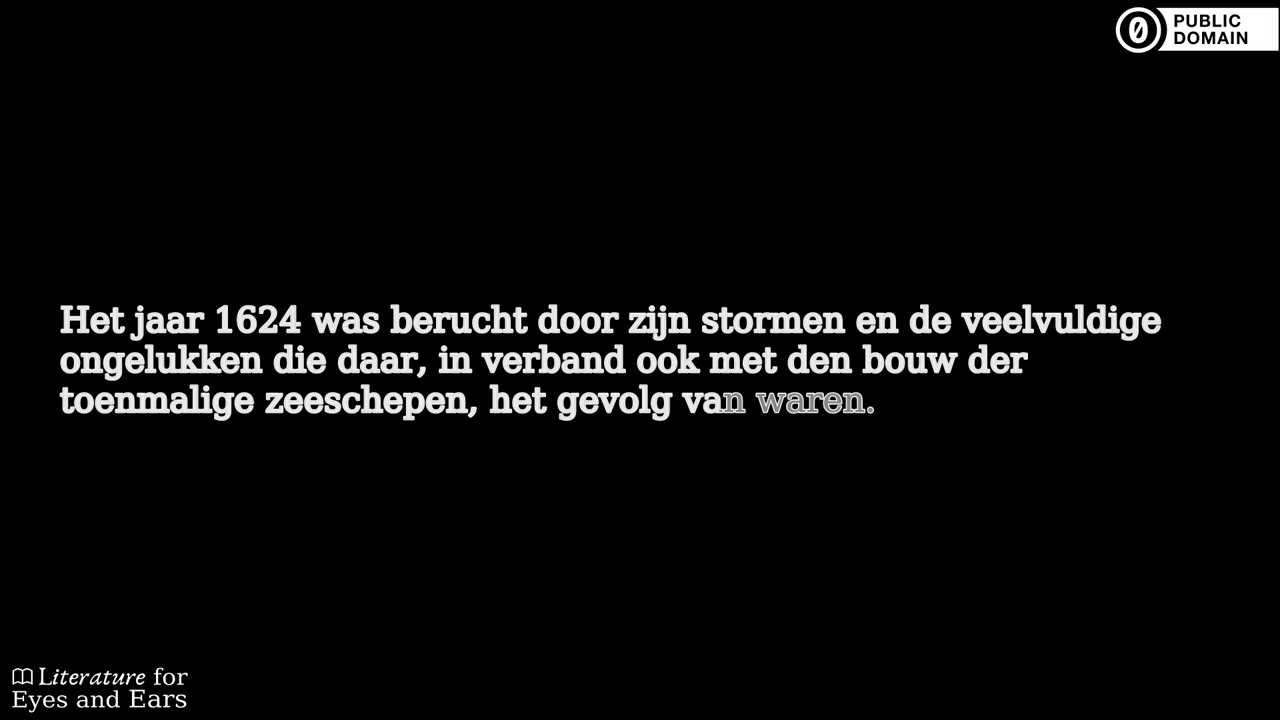 PUBLIC
DOMAIN
Het jaar 1624 was berucht door zijn stormen en de veelvuldige
ongelukken die daar, in verband ook met den bouw der
toenmalige zeeschepen, het gevolg van waren.
Literature for
Eyes and Ears